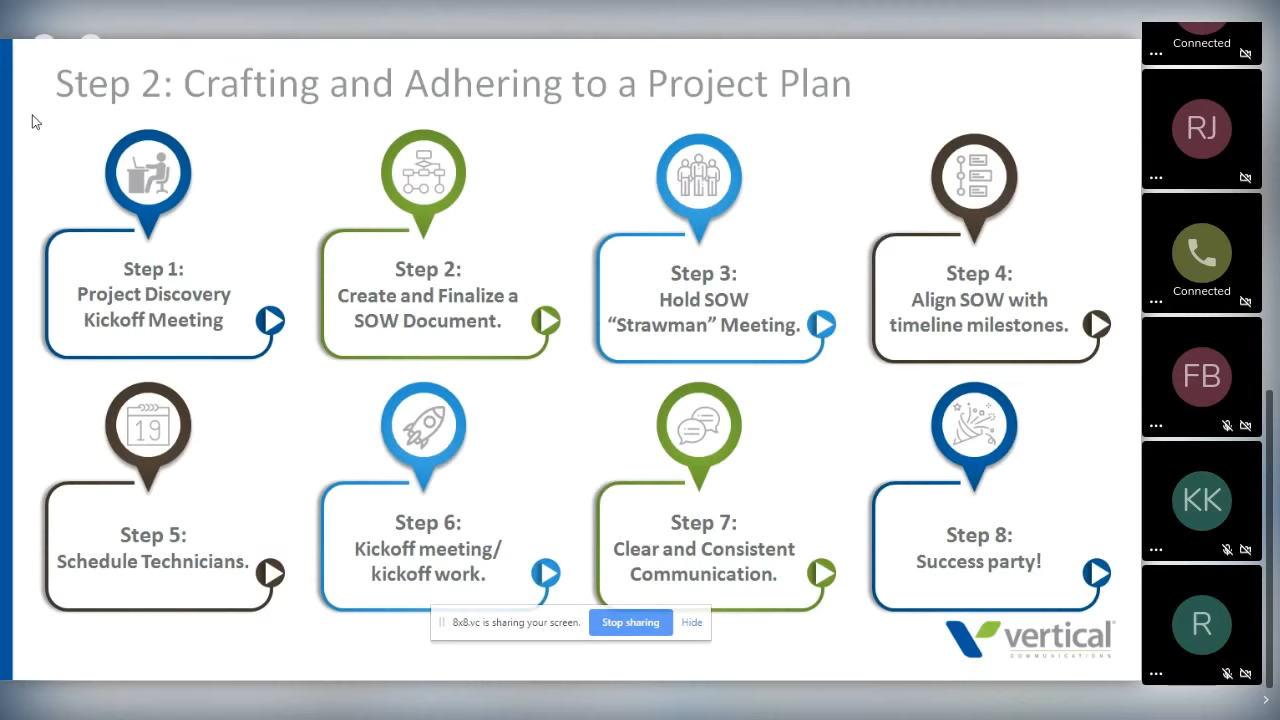 Step 2: Crafting and Adhering to a Project Plan
Step 1:
Project Discovery
Kickoff Meeting
Step 2:
Create and Finalize a
SOW Document.
Step 3:
Hold SOW
“Strawman” Meeting.
Step 4:
Align SOW with
timeline milestones.
19
Step 5:
Schedule Technicians.
Step 6:
Kickoff meeting/
kickoff work.
Step 7:
Clear and Consistent
Communication.
Step 8:
Success party!
8x8.vc is sharing your screen.
Stop sharing
Hide
vertical
COMMUNICATIONS
Connected
RJ
Connected
FB
KK
R